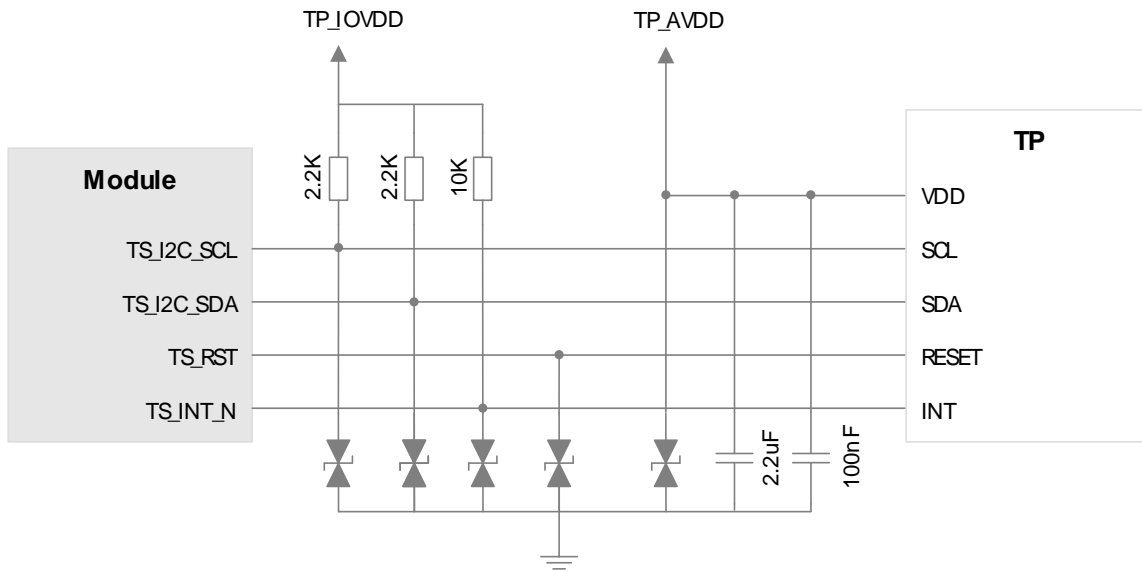 TP_IOVDD
TP_AVDD
Module
TS_I2C_SCL
TS_I2C_SDA
TS_RST
TS_INT_N
2.2K
2.2K
10K
2.2uF
100nF
TP
VDD
SCL
SDA
RESET
INT